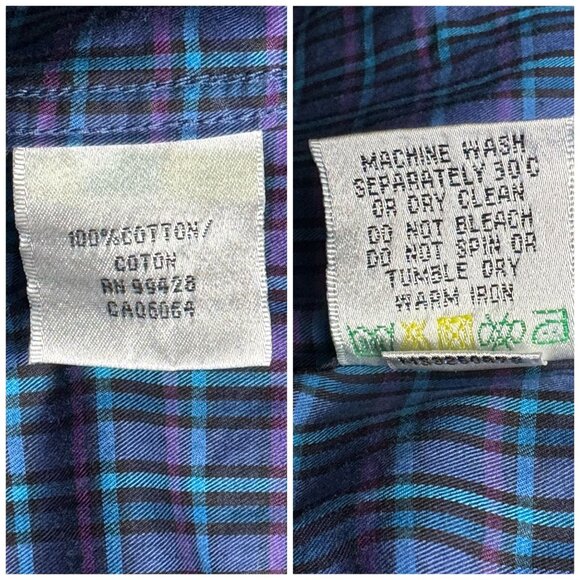 100%COTTON/
COTON
RN 99428
CA06064
MACHINE WASH
SEPARATELY 30'C
OR DRY CLEAN
DO NOT BLEACH
DO NOT SPIN OR
TUMBLE DRY
WARM IRON